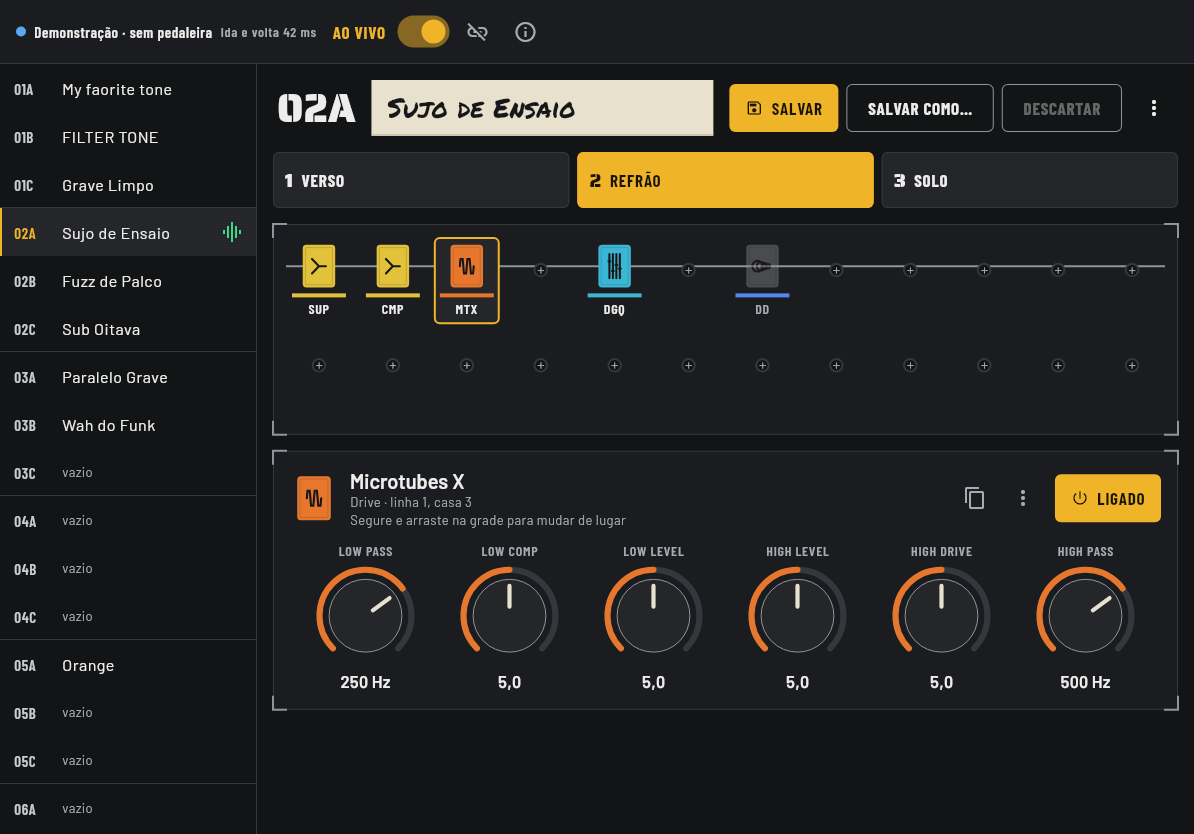 Demonstração · sem pedaleira Ida e volta 42 ms AO VIVO
01A My faorite tone
01B FILTER TONE
01C Grave Limpo
02A Sujo de Ensaio
02B Fuzz de Palco
02C Sub Oitava
03A Paralelo Grave
03B Wah do Funk
03C vazio
04A vazio
04B vazio
04C vazio
05A Orange
05B vazio
05C vazio
06A vazio
02A Sujo de Ensaio SALVAR SALVAR COMO... DESCARTAR
1 VERSO 2 REFRÃO 3 SOLO
SUP CMP MTX DGQ DD
Microtubes X
Drive · linha 1, casa 3
Segure e arraste na grade para mudar de lugar
LIGADO
LOW PASS LOW COMP LOW LEVEL HIGH LEVEL HIGH DRIVE HIGH PASS
250 Hz 5,0 5,0 5,0 5,0 500 Hz